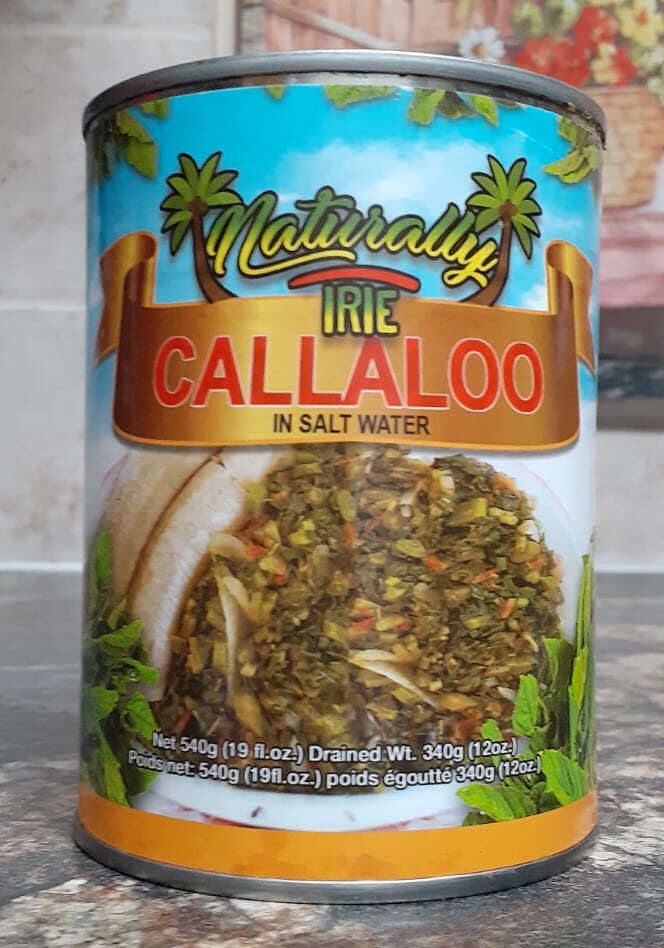 Naturally
IRIE
CALLALOO
IN SALT WATER
Net 540g (19 fl.oz.) Drained Wt. 340g (12oz.)
Poids net: 540g (19fl.oz.) poids égoutté 340g (12oz.)